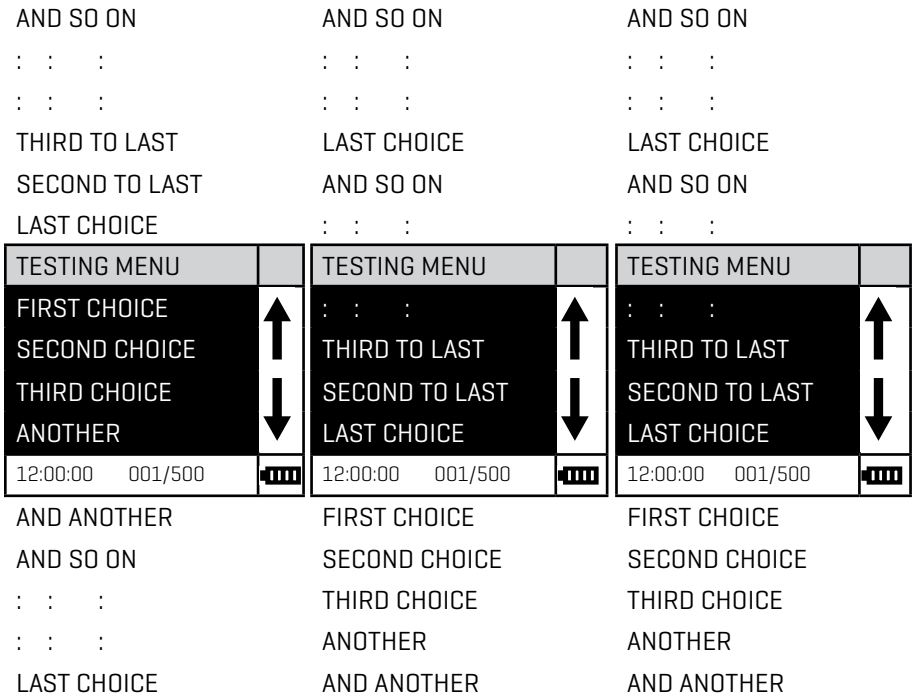 AND SO ON
: : :
: : :
THIRD TO LAST
SECOND TO LAST
LAST CHOICE
TESTING MENU
FIRST CHOICE
SECOND CHOICE
THIRD CHOICE
ANOTHER
12:00:00 001/500
AND ANOTHER
AND SO ON
: : :
: : :
LAST CHOICE
AND SO ON
: : :
: : :
LAST CHOICE
AND SO ON
: : :
TESTING MENU
: : :
THIRD TO LAST
SECOND TO LAST
LAST CHOICE
12:00:00 001/500
FIRST CHOICE
SECOND CHOICE
THIRD CHOICE
ANOTHER
AND ANOTHER
AND SO ON
: : :
: : :
LAST CHOICE
AND SO ON
: : :
TESTING MENU
: : :
THIRD TO LAST
SECOND TO LAST
LAST CHOICE
12:00:00 001/500
FIRST CHOICE
SECOND CHOICE
THIRD CHOICE
ANOTHER
AND ANOTHER